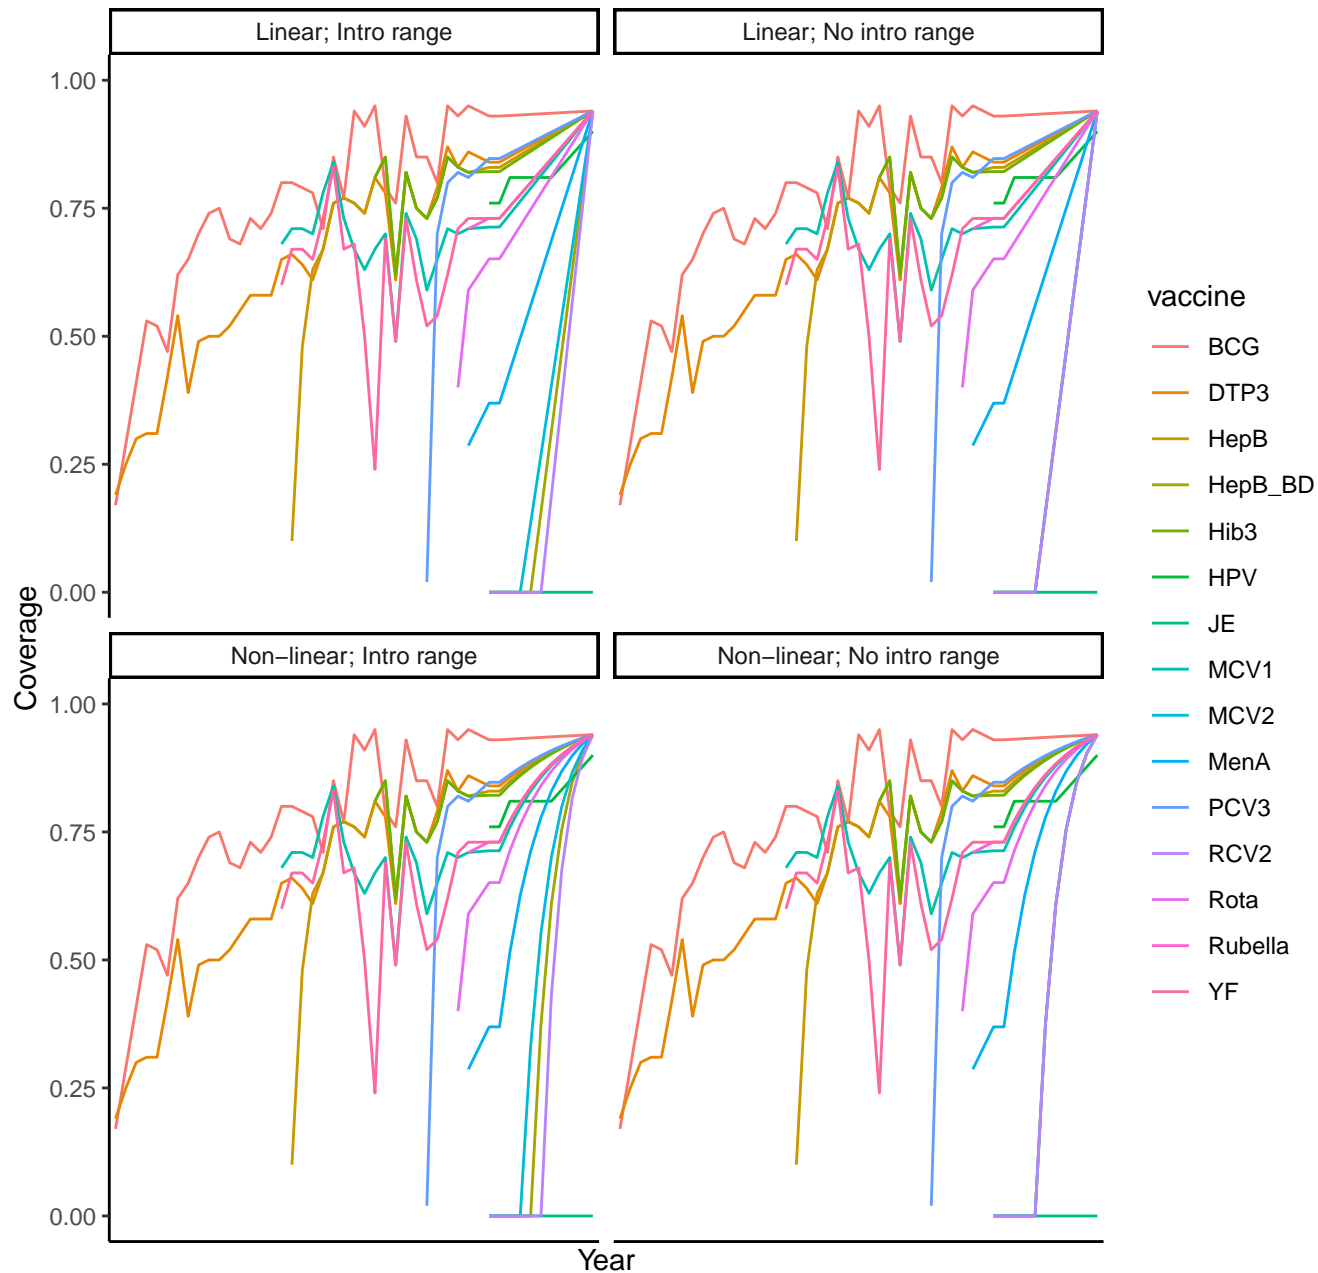 Linear; Intro range
Linear; No intro range
1.00
0.75
0.50
0.25
0.00
Non−linear; Intro range
Non−linear; No intro range
1.00
0.75
0.50
0.25
0.00
Coverage
Year
vaccine
BCG
DTP3
HepB
HepB_BD
Hib3
HPV
JE
MCV1
MCV2
MenA
PCV3
RCV2
Rota
Rubella
YF